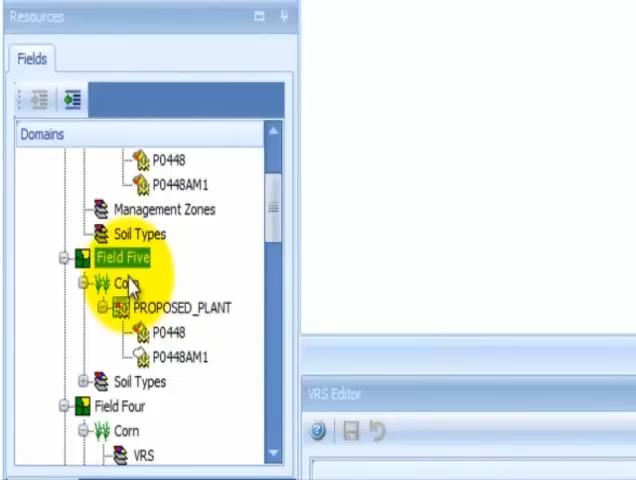 Resources
Fields
Domains
P0448
P0448AM1
Management Zones
Soil Types
Field Five
Corn
PROPOSED_PLANT
P0448
P0448AM1
Soil Types
Field Four
Corn
VRS
VRS Editor